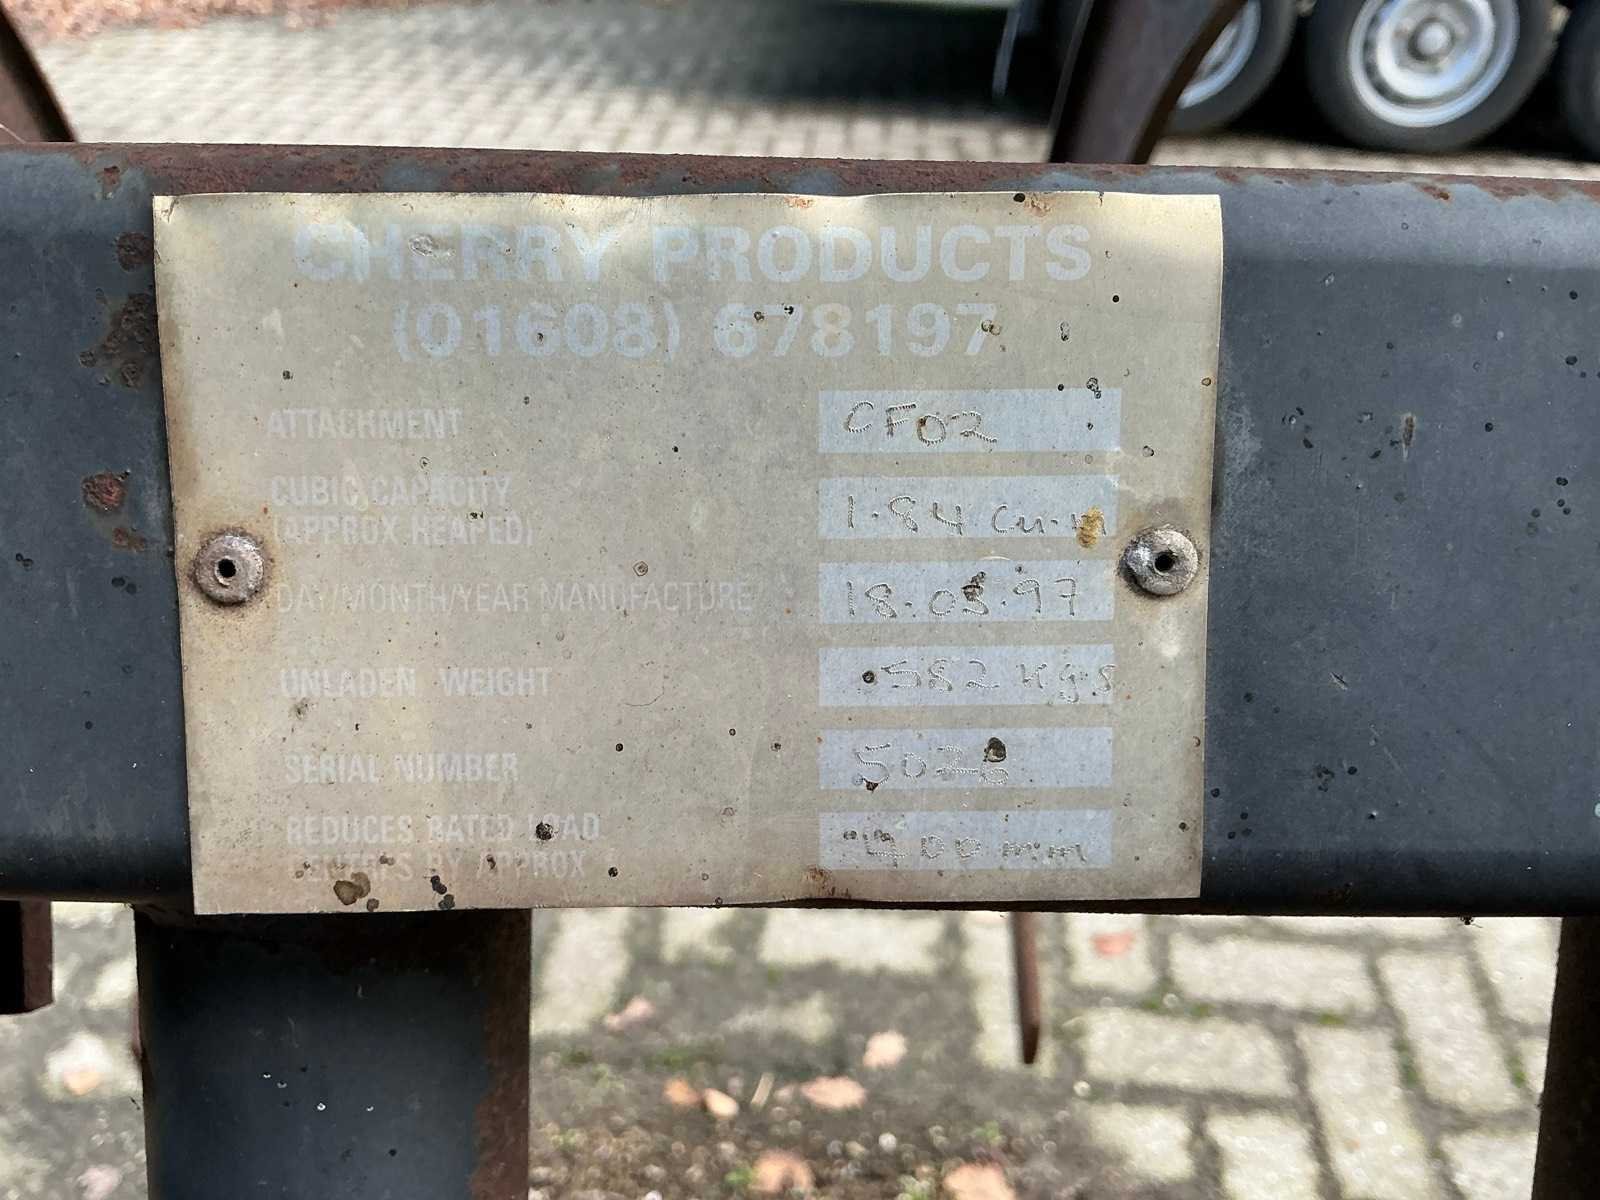 CHERRY PRODUCTS
(01608) 678197
ATTACHMENT CF02
CUBIC CAPACITY
(APPROX HEAPED) 1.84 Cu.m
DAY/MONTH/YEAR MANUFACTURE 18.03.97
UNLADEN WEIGHT 582 kgs
SERIAL NUMBER 5026
REDUCES RATED LOAD
CENTRES BY APPROX 400 mm